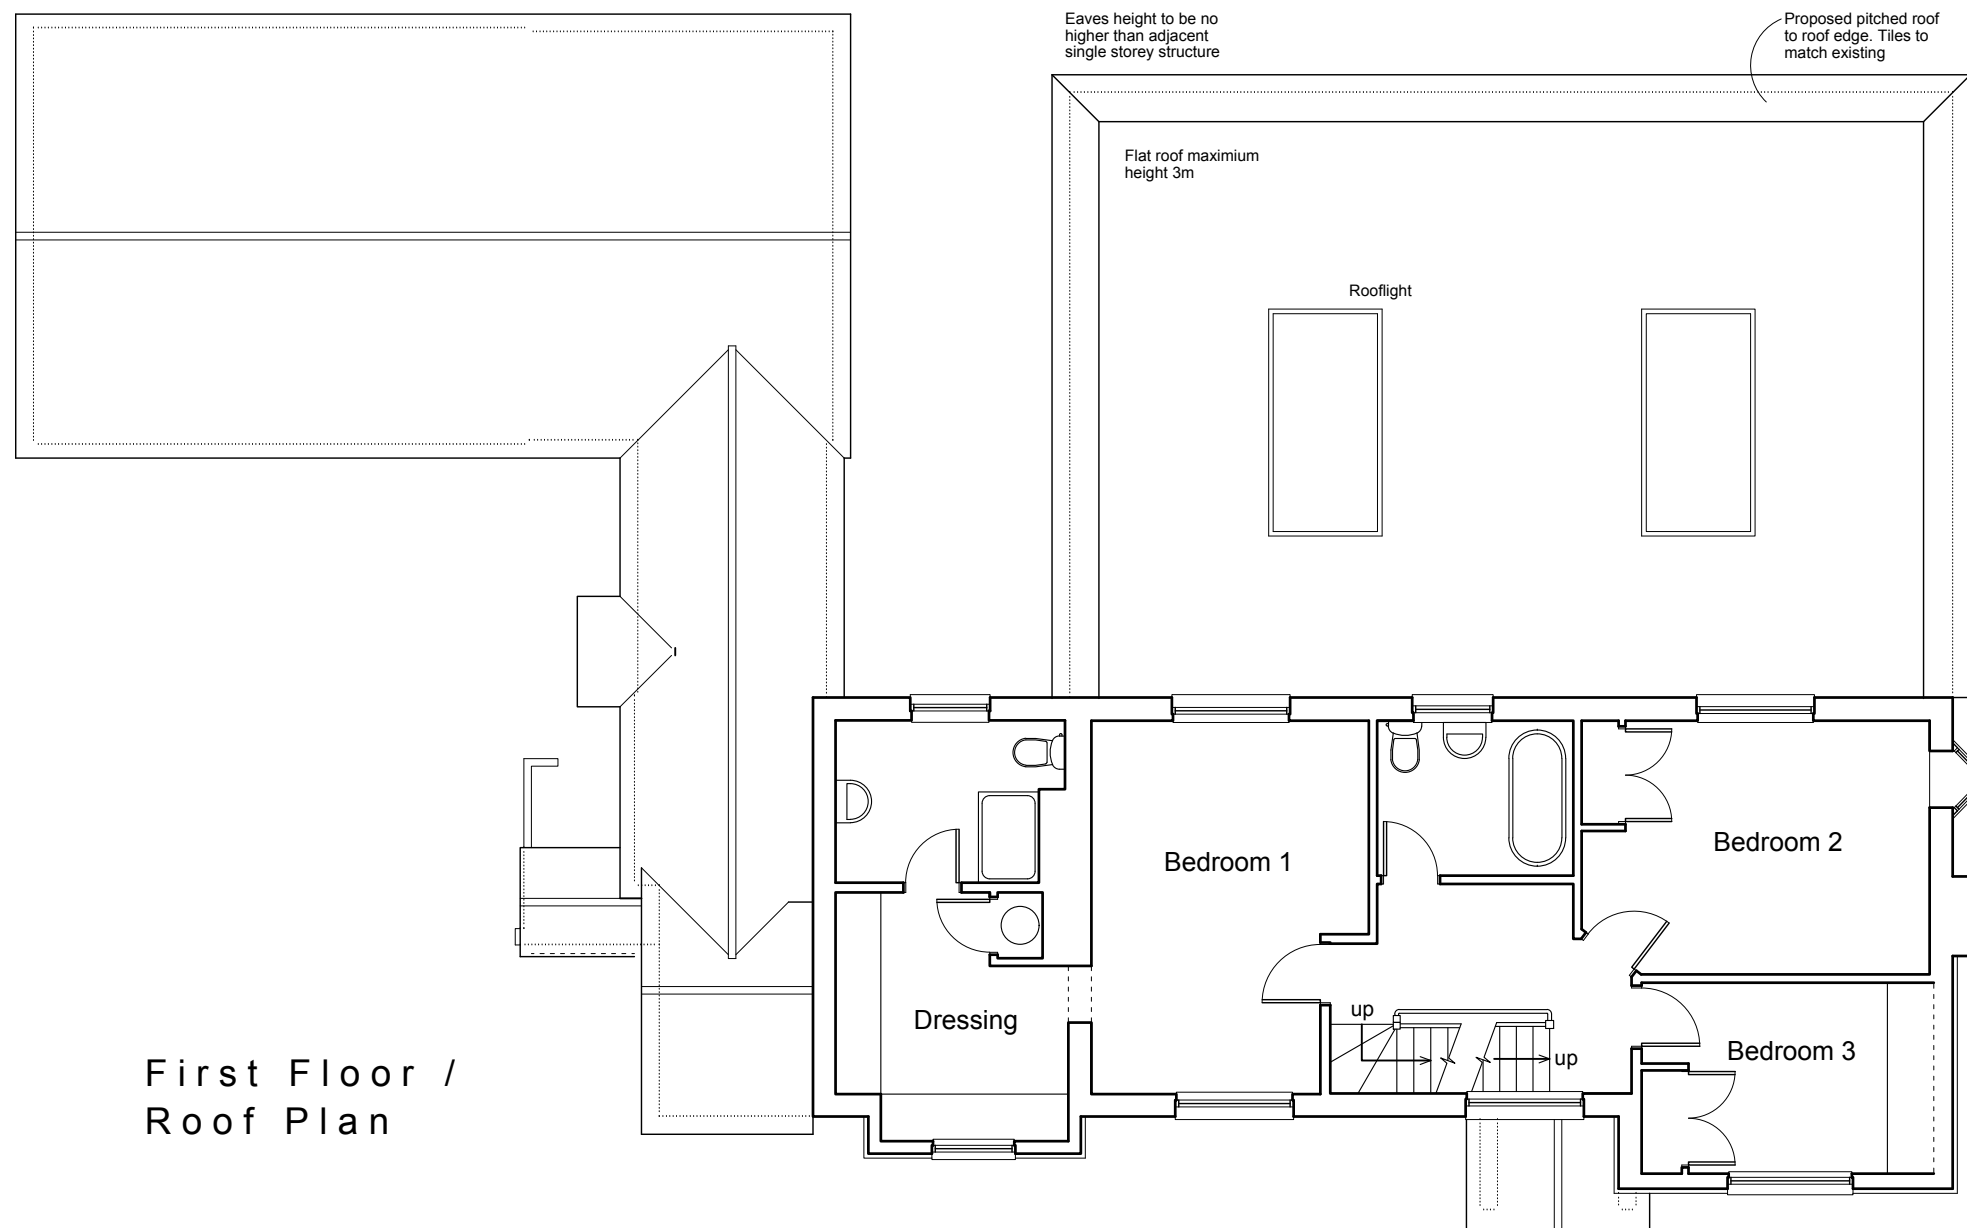 Eaves height to be no
higher than adjacent
single storey structure
Proposed pitched roof
to roof edge. Tiles to
match existing
Flat roof maximium
height 3m
Rooflight
Bedroom 2
Bedroom 1
up
Dressing
up
Bedroom 3
First Floor /
Roof Plan